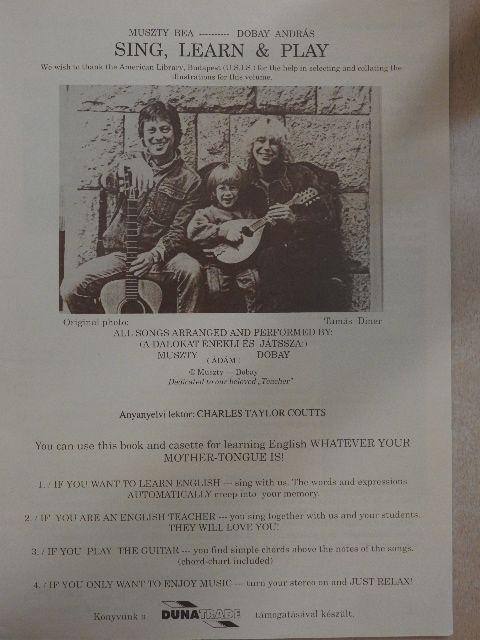 MUSZTY BEA ---------- DOBAY ANDRÁS
SING, LEARN & PLAY
We wish to thank the American Library, Budapest (U.S.I.S.) for the help in selecting and collating the
illustrations for this volume.
Original photo: Tamás Diner
ALL SONGS ARRANGED AND PERFORMED BY:
(A DALOKAT ÉNEKLI ÉS JÁTSSZA:)
MUSZTY DOBAY
( ÁDÁM )
© Muszty — Dobay
Dedicated to our beloved „Teacher"
Anyanyelvi lektor: CHARLES TAYLOR COUTTS
You can use this book and casette for learning English WHATEVER YOUR
MOTHER-TONGUE IS!
1. / IF YOU WANT TO LEARN ENGLISH --- sing with us. The words and expressions
AUTOMATICALLY creep into your memory.
2. / IF YOU ARE AN ENGLISH TEACHER --- you sing together with us and your students.
THEY WILL LOVE YOU!
3. / IF YOU PLAY THE GUITAR --- you find simple chords above the notes of the songs.
(chord-chart included)
4. / IF YOU ONLY WANT TO ENJOY MUSIC --- turn your stereo on and JUST RELAX!
Könyvünk a DUNATRADE támogatásával készült.